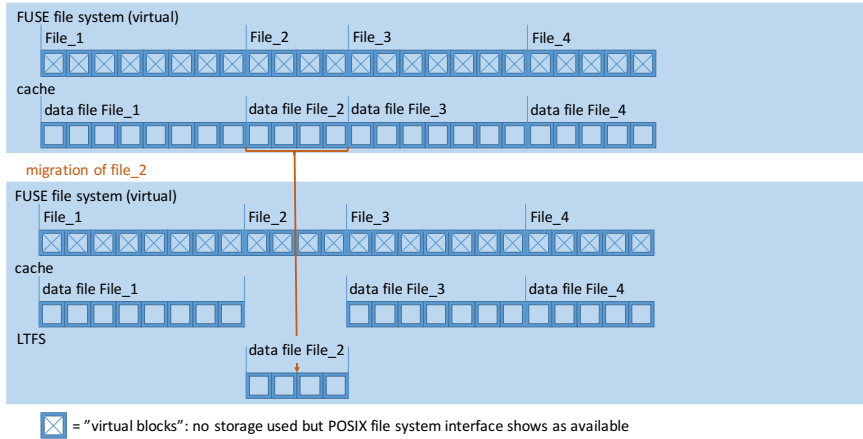 FUSE file system (virtual)
File_1 File_2 File_3 File_4
cache
data file File_1 data file File_2 data file File_3 data file File_4
migration of file_2
FUSE file system (virtual)
File_1 File_2 File_3 File_4
cache
data file File_1 data file File_3 data file File_4
LTFS
data file File_2
= ”virtual blocks”: no storage used but POSIX file system interface shows as available